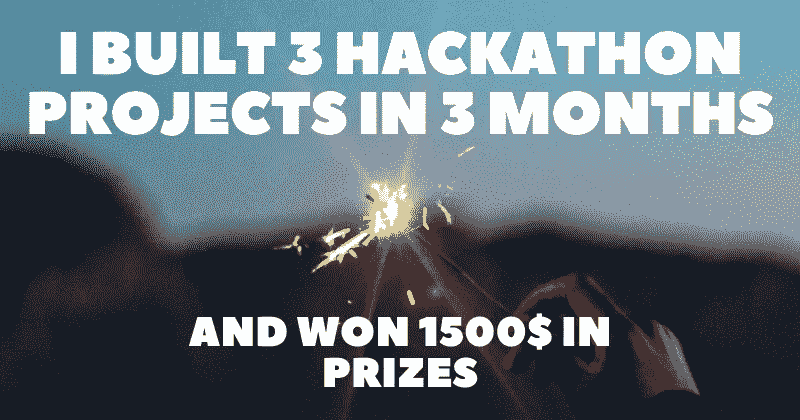 I BUILT 3 HACKATHON
PROJECTS IN 3 MONTHS
AND WON 1500$ IN
PRIZES